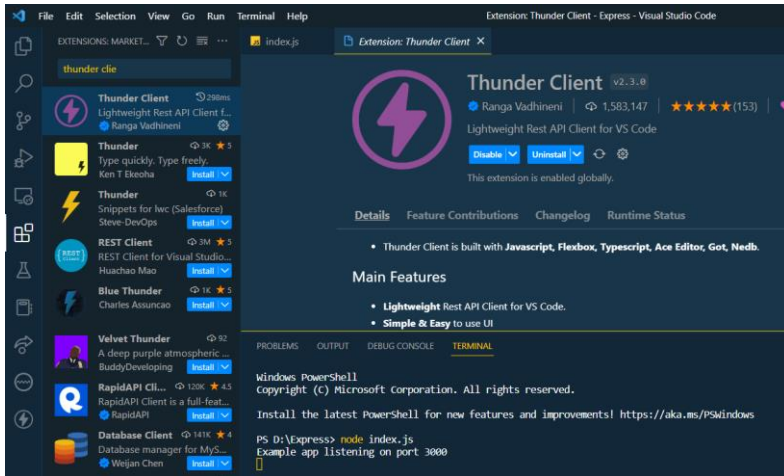 File Edit Selection View Go Run Terminal Help
Extension: Thunder Client - Express - Visual Studio Code
EXTENSIONS: MARKET...
thunder clie
Thunder Client 298ms
Lightweight Rest API Client f...
Ranga Vadhineni
Thunder 3K ★ 5
Type quickly. Type freely.
Ken T Ekeoha Install
Thunder 1K
Snippets for lwc (Salesforce)
Steve-DevOps Install
{REST}
REST Client 3M ★ 5
REST Client for Visual Studio...
Huachao Mao Install
Blue Thunder 1K ★ 5
Charles Assuncao Install
Velvet Thunder 92
A deep purple atmospheric ...
BuddyDeveloping Install
RapidAPI Cli... 120K ★ 4.5
RapidAPI Client is a full-feat...
RapidAPI Install
Database Client 141K ★ 4
Database manager for MyS...
Weijan Chen Install
JS index.js
Extension: Thunder Client ×
Thunder Client v2.3.0
Ranga Vadhineni 1,583,147 ★★★★★(153)
Lightweight Rest API Client for VS Code
Disable Uninstall
This extension is enabled globally.
Details Feature Contributions Changelog Runtime Status
• Thunder Client is built with Javascript, Flexbox, Typescript, Ace Editor, Got, Nedb.
Main Features
• Lightweight Rest API Client for VS Code.
• Simple & Easy to use UI
PROBLEMS OUTPUT DEBUG CONSOLE TERMINAL
Windows PowerShell
Copyright (C) Microsoft Corporation. All rights reserved.
Install the latest PowerShell for new features and improvements! https://aka.ms/PSWindows
PS D:\Express> node index.js
Example app listening on port 3000